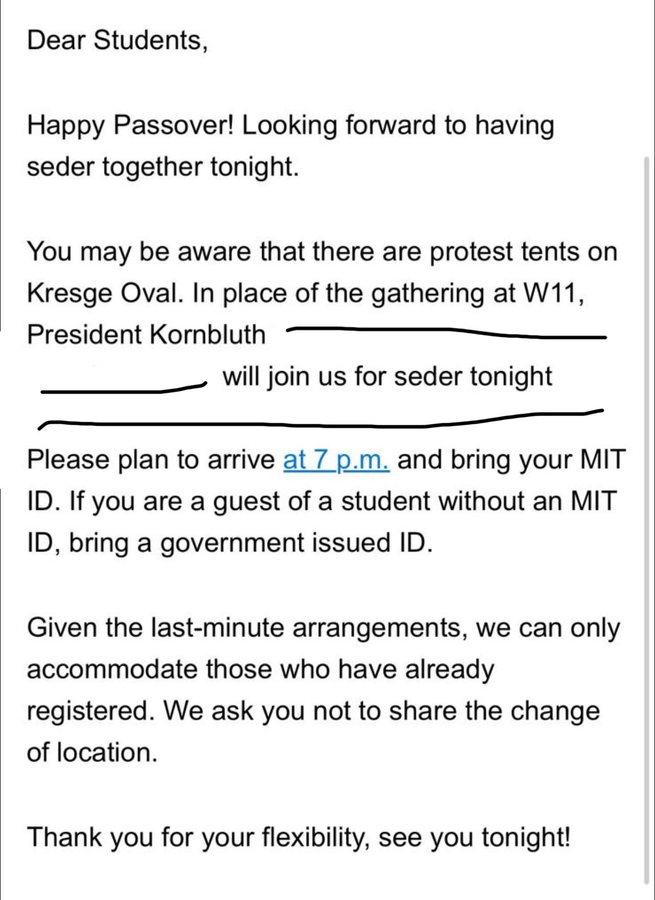 Dear Students,
Happy Passover! Looking forward to having
seder together tonight.
You may be aware that there are protest tents on
Kresge Oval. In place of the gathering at W11,
President Kornbluth
will join us for seder tonight
Please plan to arrive at 7 p.m. and bring your MIT
ID. If you are a guest of a student without an MIT
ID, bring a government issued ID.
Given the last-minute arrangements, we can only
accommodate those who have already
registered. We ask you not to share the change
of location.
Thank you for your flexibility, see you tonight!